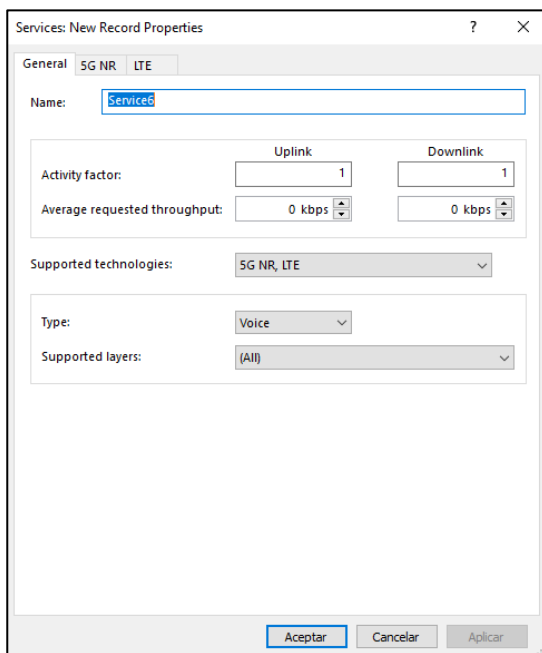 Services: New Record Properties ?
General 5G NR LTE
Name: Service6
Uplink Downlink
Activity factor: 1 1
Average requested throughput: 0 kbps 0 kbps
Supported technologies: 5G NR, LTE
Type: Voice
Supported layers: (All)
Aceptar Cancelar Aplicar